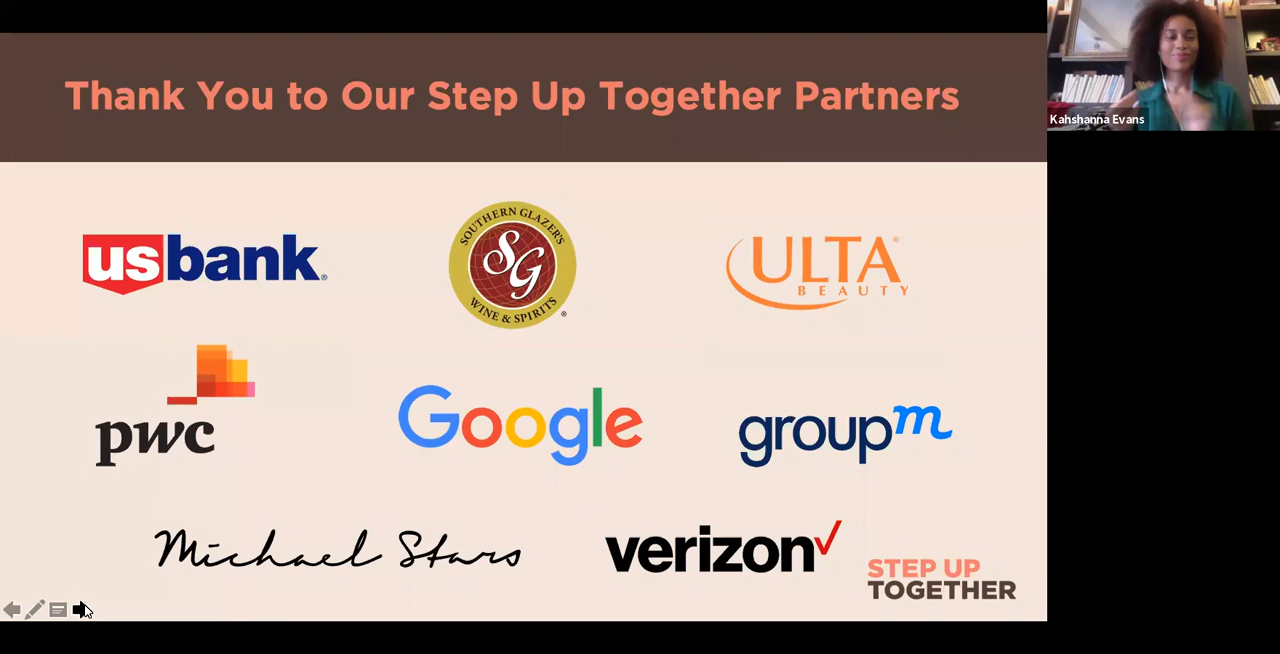 Thank You to Our Step Up Together Partners
Kahshanna Evans
usbank®
SOUTHERN GLAZER'S
SG
WINE & SPIRITS
®
ULTA®
BEAUTY
pwc
Google
groupm
Michael Stars
verizon✓
STEP UP
TOGETHER